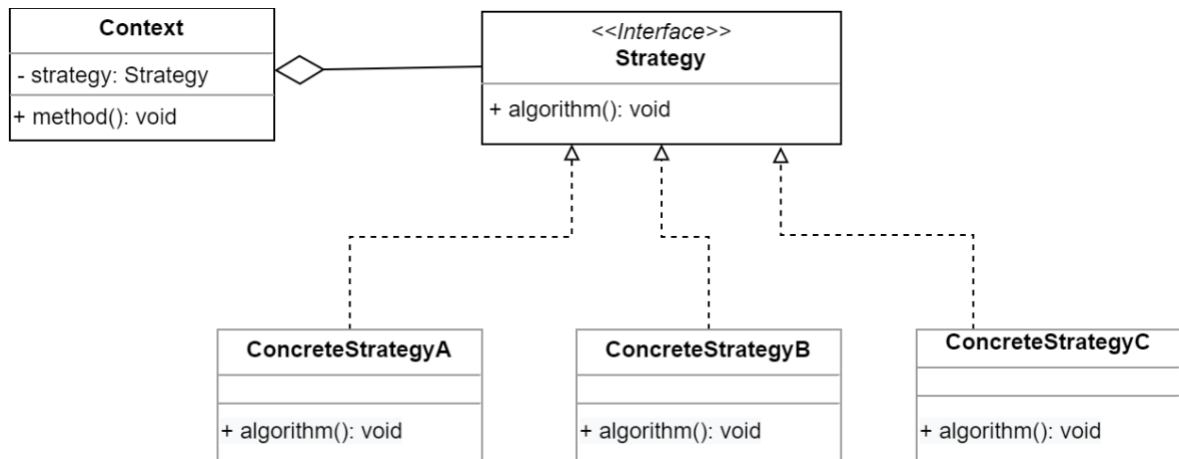 Context
- strategy: Strategy
+ method(): void
<<Interface>>
Strategy
+ algorithm(): void
ConcreteStrategyA
+ algorithm(): void
ConcreteStrategyB
+ algorithm(): void
ConcreteStrategyC
+ algorithm(): void